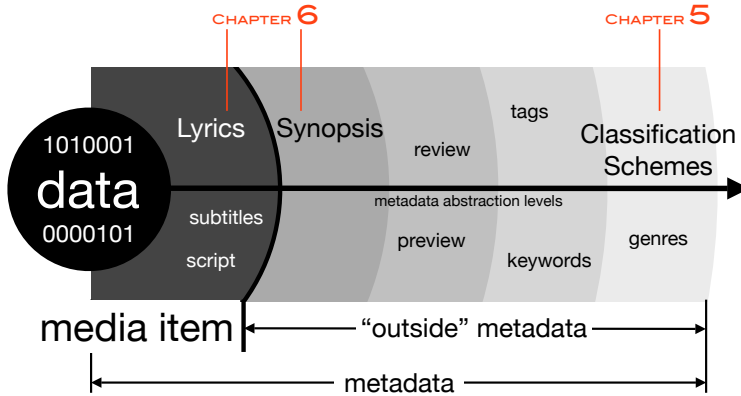 CHAPTER 6
CHAPTER 5
1010001
data
0000101
Lyrics
subtitles
script
Synopsis
review
preview
tags
keywords
Classification
Schemes
genres
metadata abstraction levels
media item
“outside” metadata
metadata